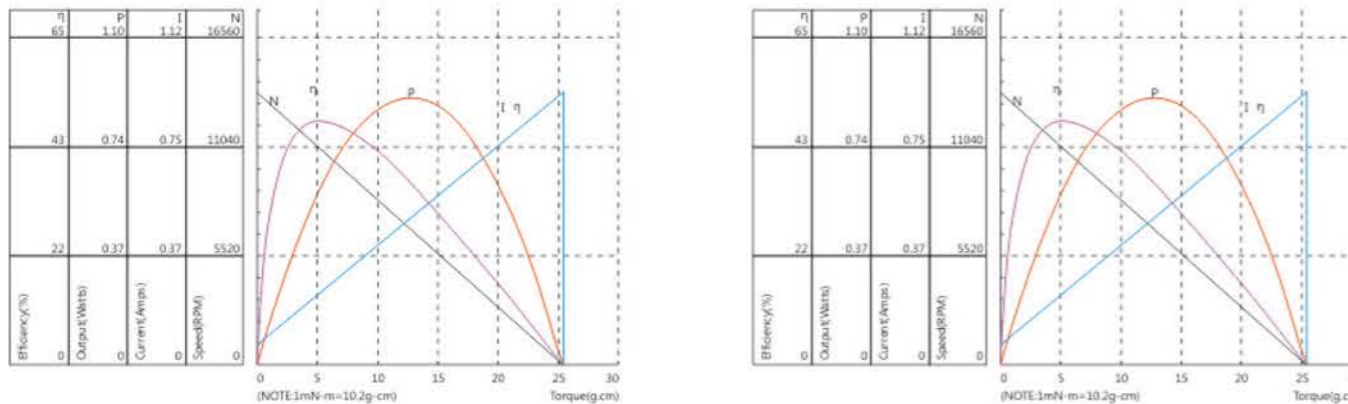 η P I N
65 1.10 1.12 16560
43 0.74 0.75 11040
22 0.37 0.37 5520
Efficiency(%) Output(Watts) Current(Amps) Speed(RPM)
0 0 0 0
N η P I η
0 5 10 15 20 25 30
(NOTE:1mN-m=10.2g-cm) Torque(g.cm)
η P I N
65 1.10 1.12 16560
43 0.74 0.75 11040
22 0.37 0.37 5520
Efficiency(%) Output(Watts) Current(Amps) Speed(RPM)
0 0 0 0
N η P I η
0 5 10 15 20 25
(NOTE:1mN-m=10.2g-cm) Torque(g.c